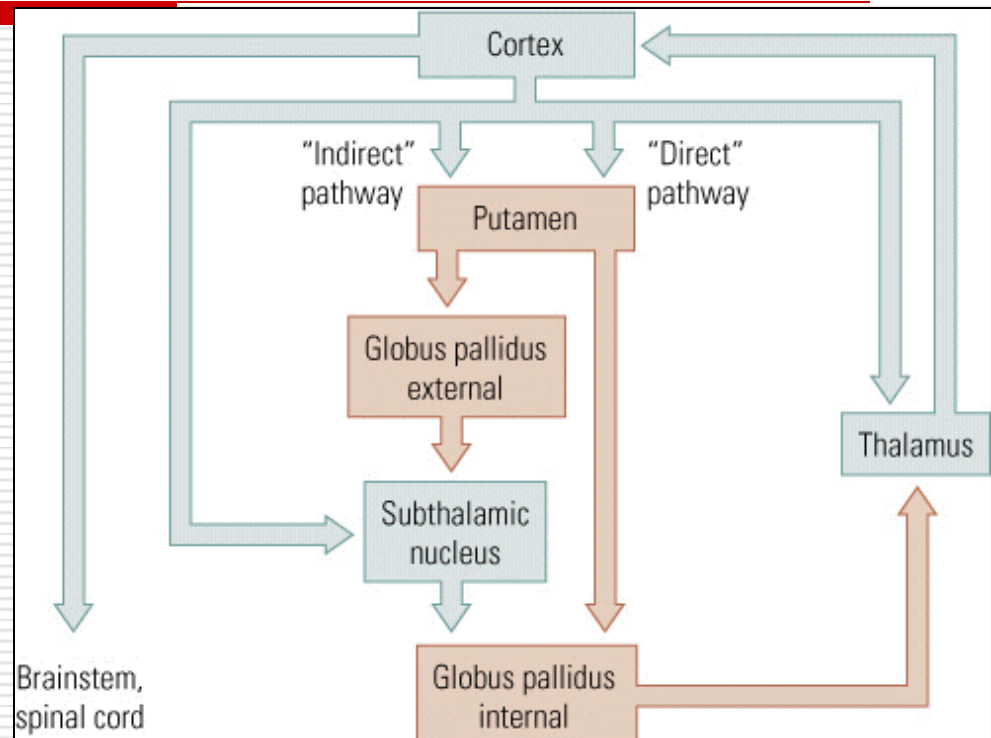 Cortex
“Indirect”
pathway
“Direct”
pathway
Putamen
Globus pallidus
external
Thalamus
Subthalamic
nucleus
Globus pallidus
internal
Brainstem,
spinal cord